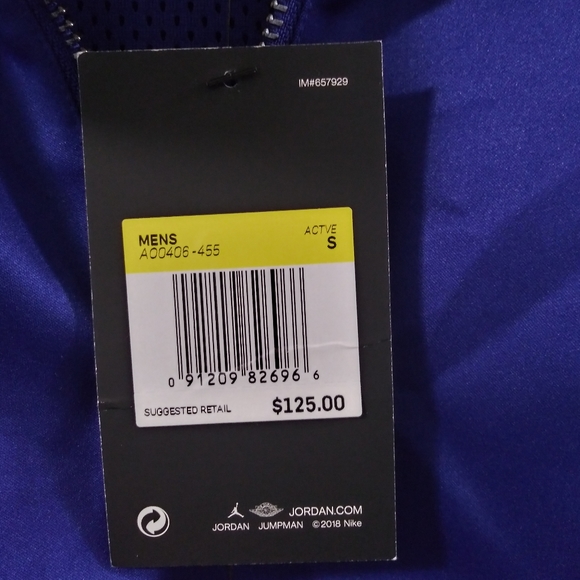 IM#657929
MENS ACTVE
AO0406-455 S
0 91209 82696 6
SUGGESTED RETAIL $125.00
JORDAN.COM
JORDAN JUMPMAN ©2018 Nike